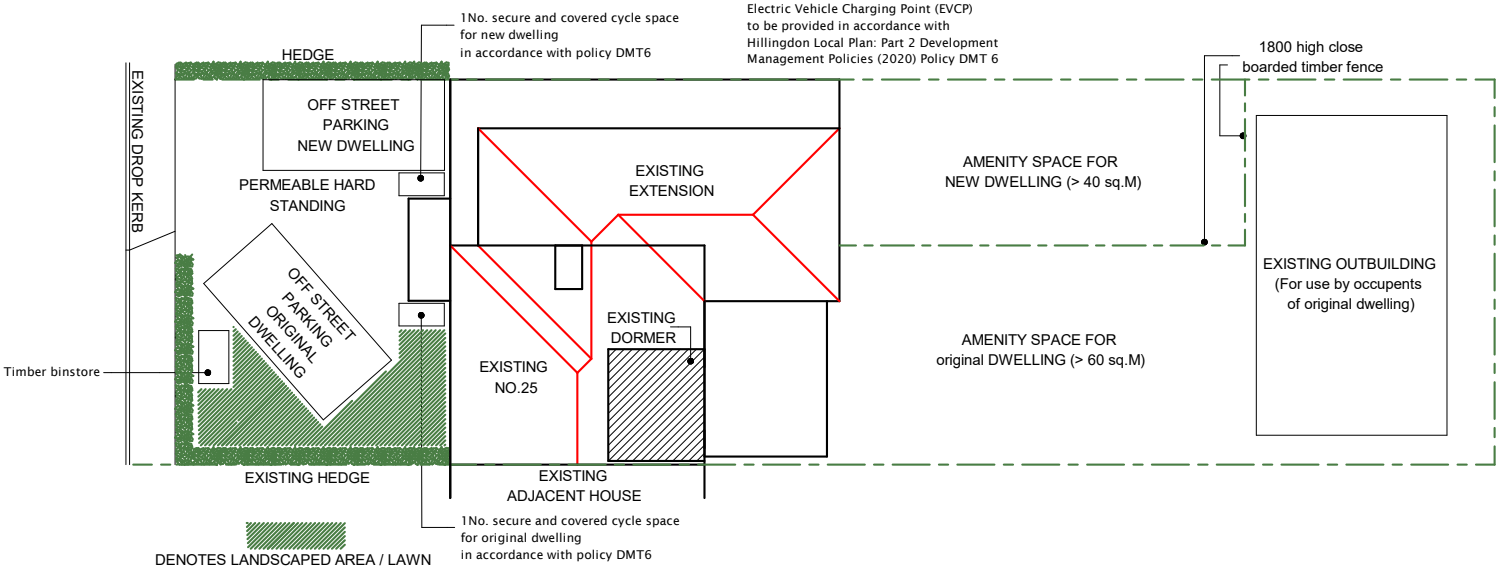 1No. secure and covered cycle space
for new dwelling
in accordance with policy DMT6
Electric Vehicle Charging Point (EVCP)
to be provided in accordance with
Hillingdon Local Plan: Part 2 Development
Management Policies (2020) Policy DMT 6
1800 high close
boarded timber fence
HEDGE
EXISTING DROP KERB
OFF STREET
PARKING
NEW DWELLING
PERMEABLE HARD
STANDING
EXISTING
EXTENSION
AMENITY SPACE FOR
NEW DWELLING (> 40 sq.M)
EXISTING OUTBUILDING
(For use by occupents
of original dwelling)
OFF STREET
PARKING
ORIGINAL
DWELLING
EXISTING
DORMER
AMENITY SPACE FOR
original DWELLING (> 60 sq.M)
Timber binstore
EXISTING
NO.25
EXISTING HEDGE
EXISTING
ADJACENT HOUSE
1No. secure and covered cycle space
for original dwelling
in accordance with policy DMT6
DENOTES LANDSCAPED AREA / LAWN